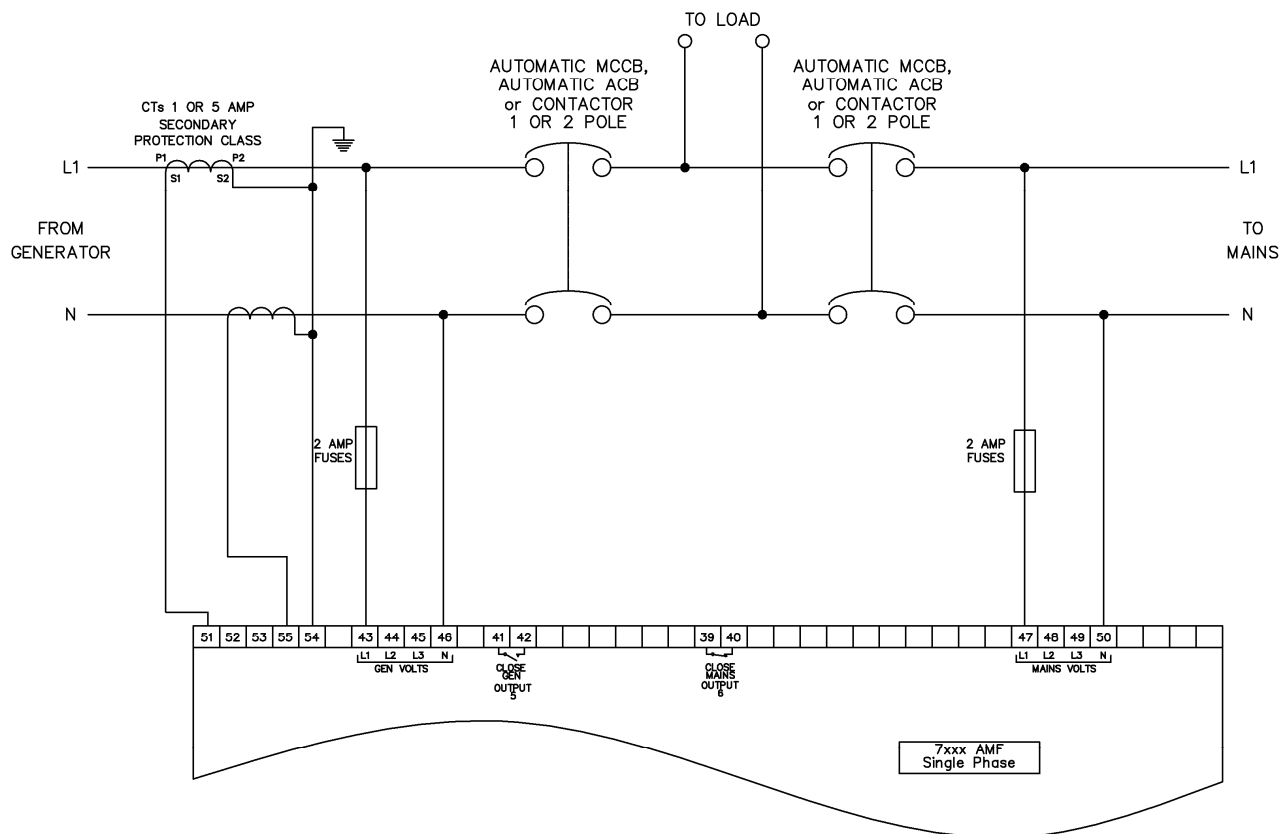 TO LOAD
AUTOMATIC MCCB,
AUTOMATIC ACB
or CONTACTOR
1 OR 2 POLE
AUTOMATIC MCCB,
AUTOMATIC ACB
or CONTACTOR
1 OR 2 POLE
CTs 1 OR 5 AMP
SECONDARY
PROTECTION CLASS
P1 P2
S1 S2
L1
L1
FROM
GENERATOR
TO
MAINS
N
N
2 AMP
FUSES
2 AMP
FUSES
51 52 53 55 54 43 44 45 46 41 42 39 40 47 48 49 50
L1 L2 L3 N
GEN VOLTS
CLOSE
GEN
OUTPUT
5
CLOSE
MAINS
OUTPUT
6
L1 L2 L3 N
MAINS VOLTS
7xxx AMF
Single Phase